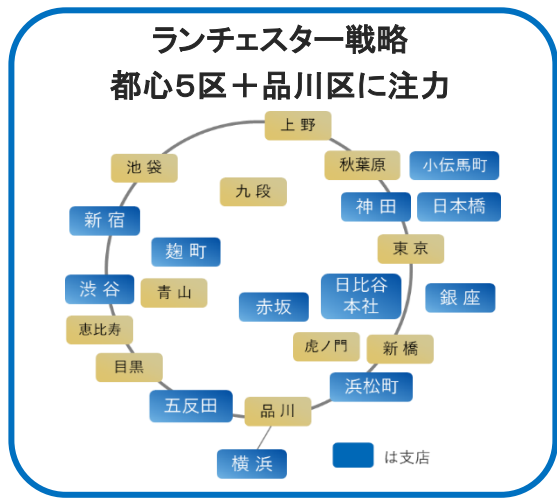 ランチェスター戦略
都心5区＋品川区に注力
上野
池袋
秋葉原
小伝馬町
九段
新宿
神田
日本橋
麹町
東京
渋谷
青山
赤坂
日比谷
本社
銀座
恵比寿
虎ノ門
新橋
目黒
浜松町
五反田
品川
横浜
は支店